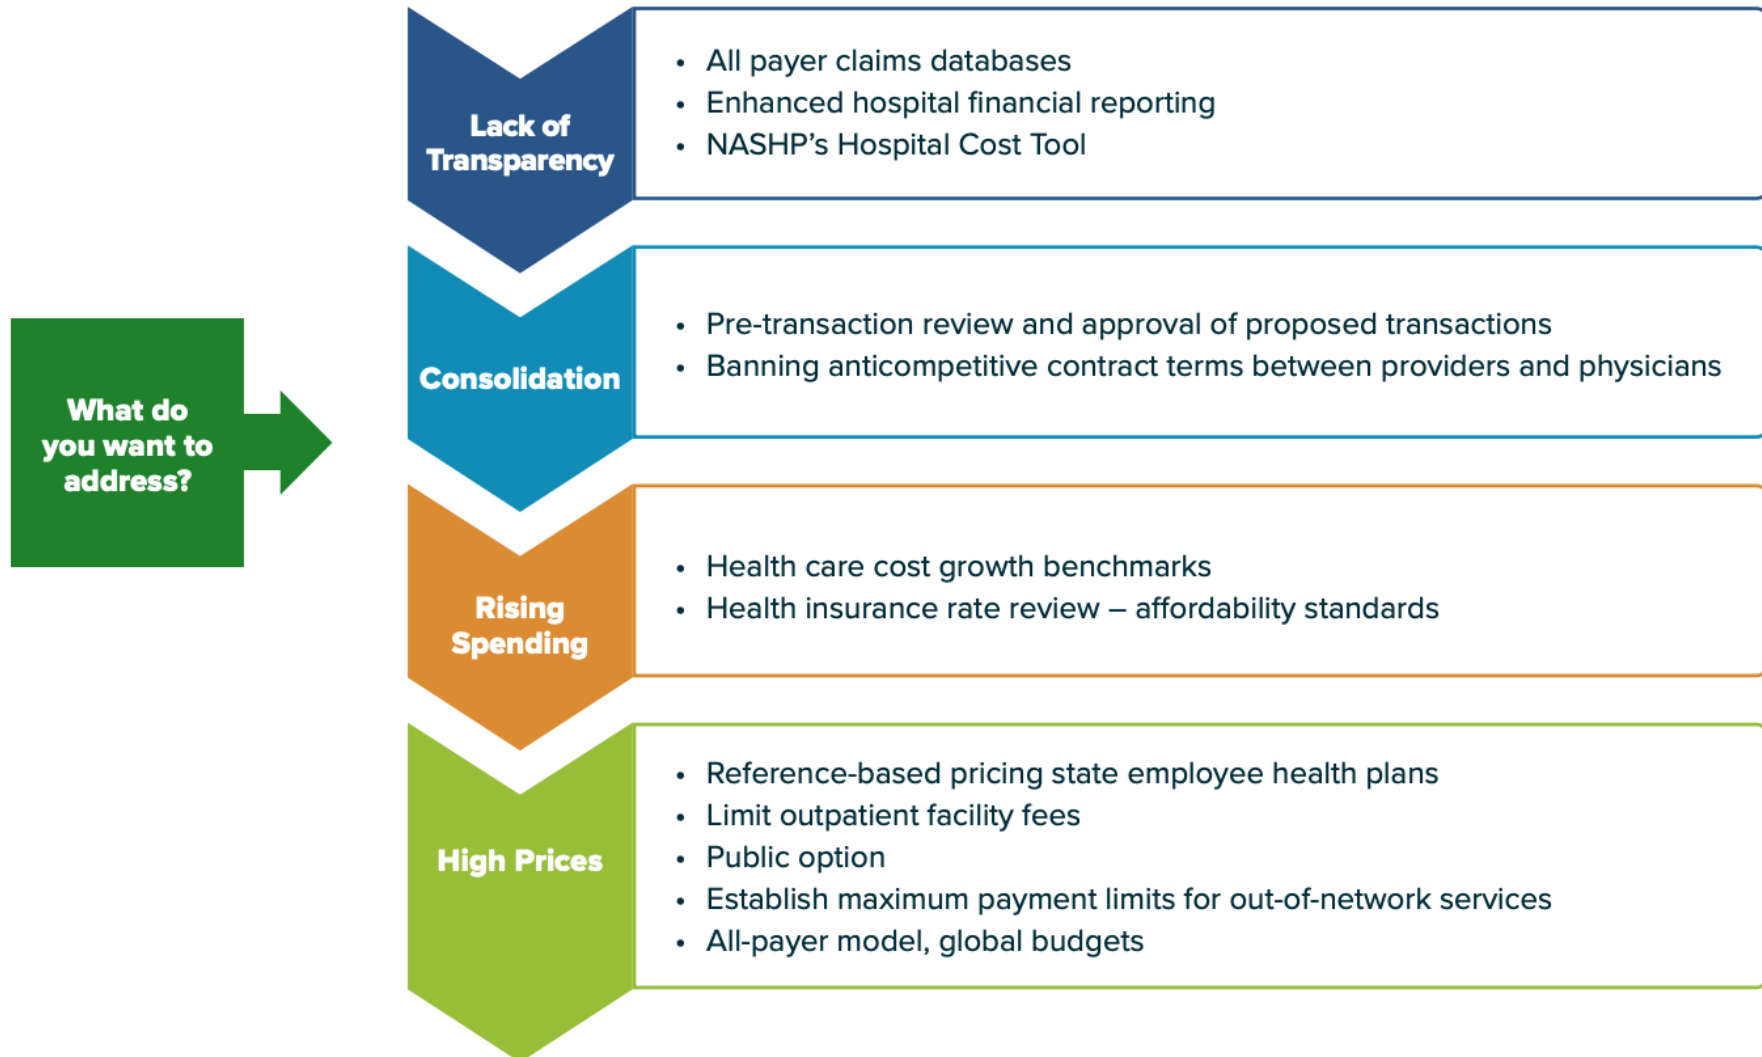 What do
you want to
address?
Lack of
Transparency
• All payer claims databases
• Enhanced hospital financial reporting
• NASHP’s Hospital Cost Tool
Consolidation
• Pre-transaction review and approval of proposed transactions
• Banning anticompetitive contract terms between providers and physicians
Rising
Spending
• Health care cost growth benchmarks
• Health insurance rate review – affordability standards
High Prices
• Reference-based pricing state employee health plans
• Limit outpatient facility fees
• Public option
• Establish maximum payment limits for out-of-network services
• All-payer model, global budgets